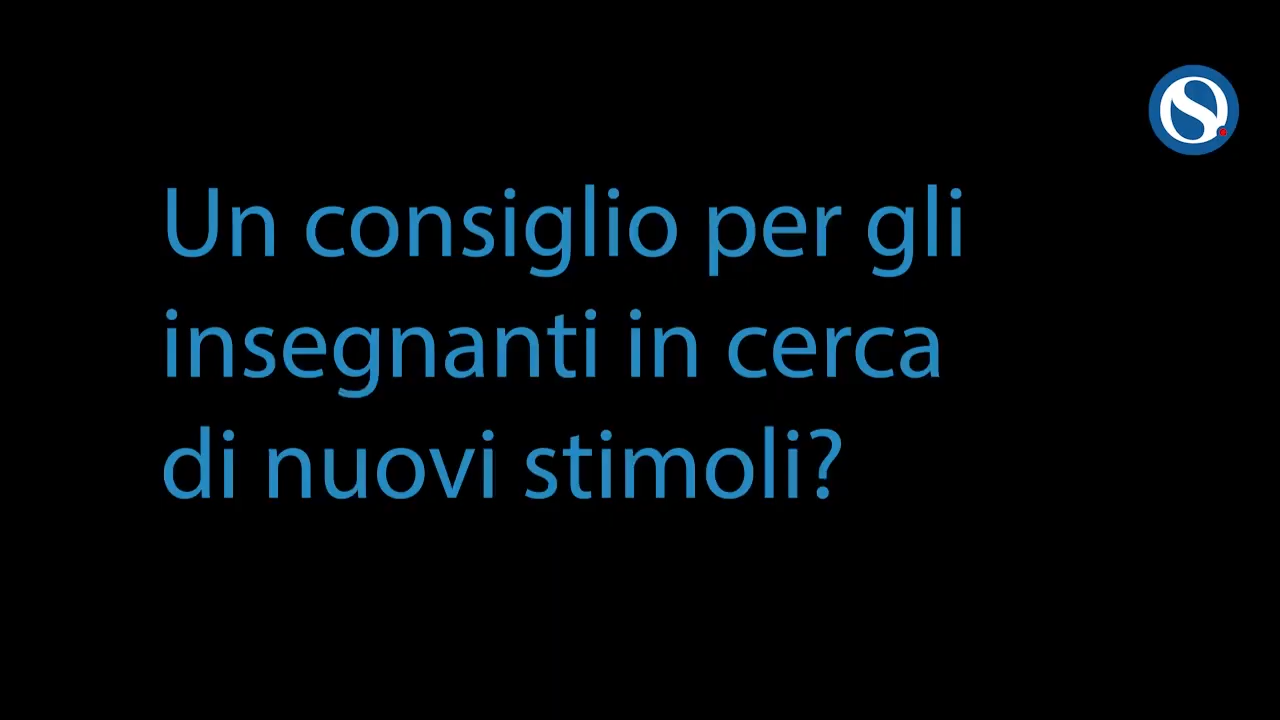 Un consiglio per gli
insegnanti in cerca
di nuovi stimoli?